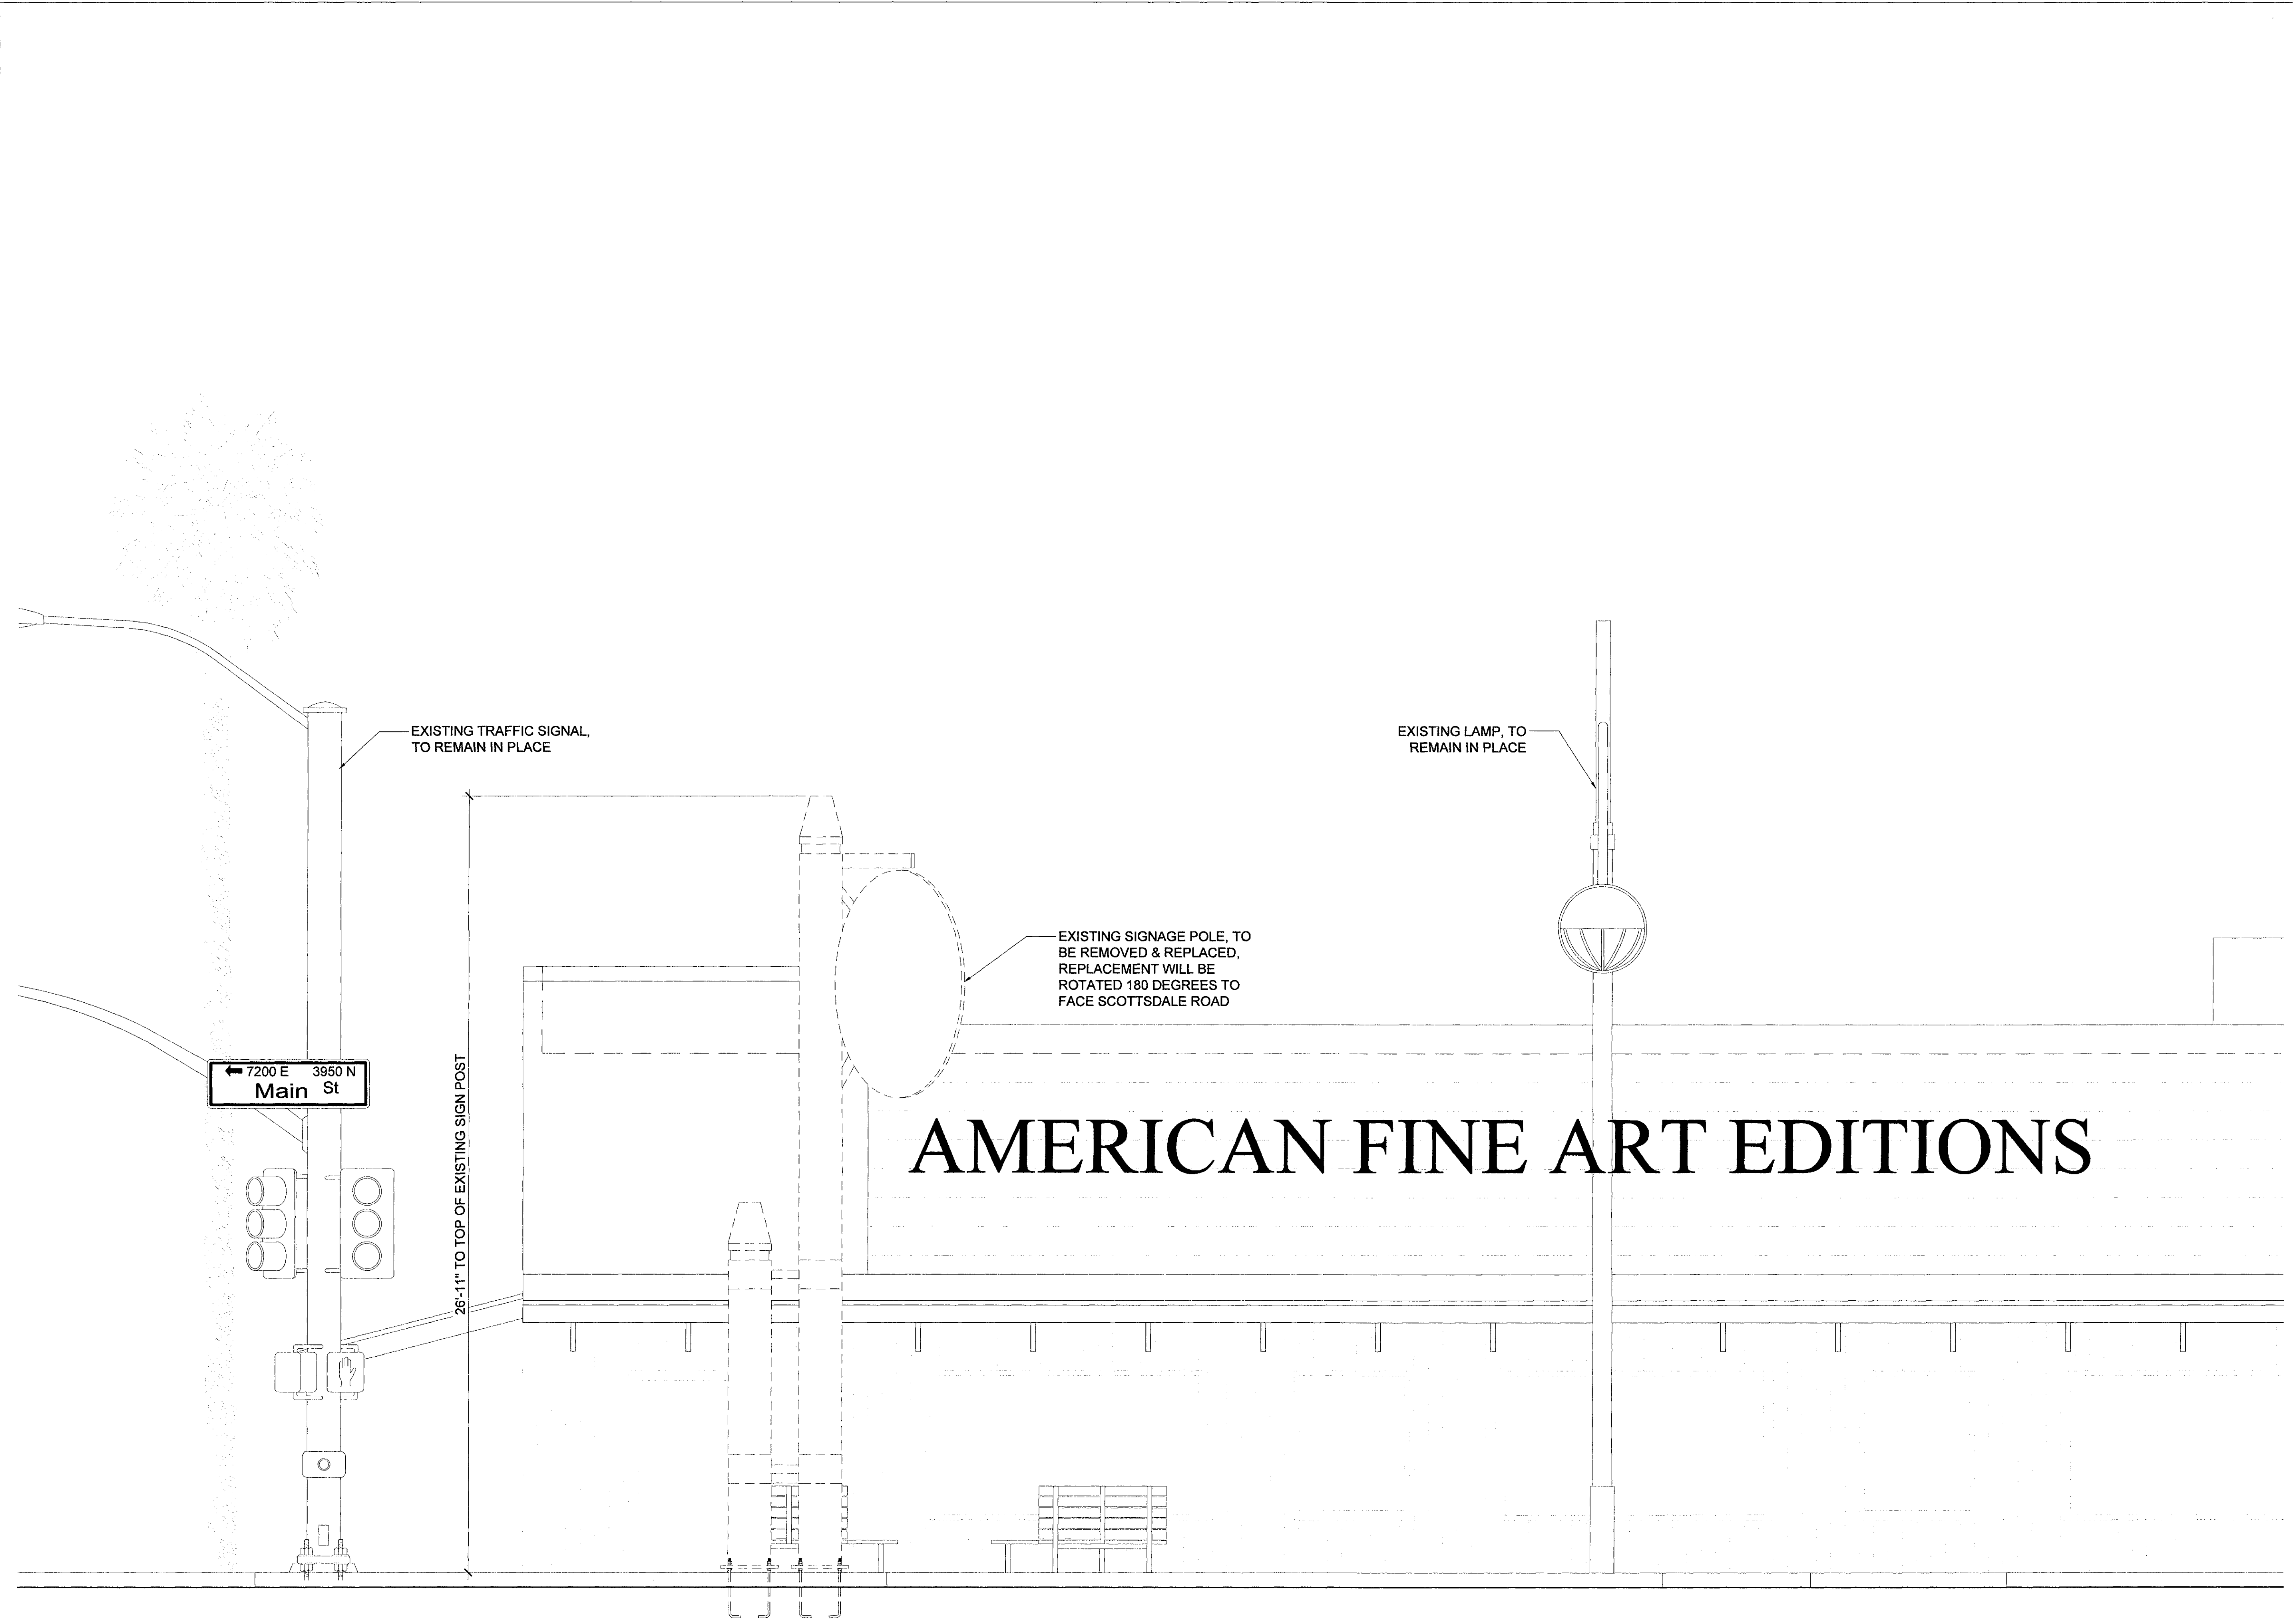 EXISTING TRAFFIC SIGNAL,
TO REMAIN IN PLACE
EXISTING LAMP, TO
REMAIN IN PLACE
EXISTING SIGNAGE POLE, TO
BE REMOVED & REPLACED,
REPLACEMENT WILL BE
ROTATED 180 DEGREES TO
FACE SCOTTSDALE ROAD
26'-11" TO TOP OF EXISTING SIGN POST
7200 E 3950 N
Main St
AMERICAN FINE ART EDITIONS